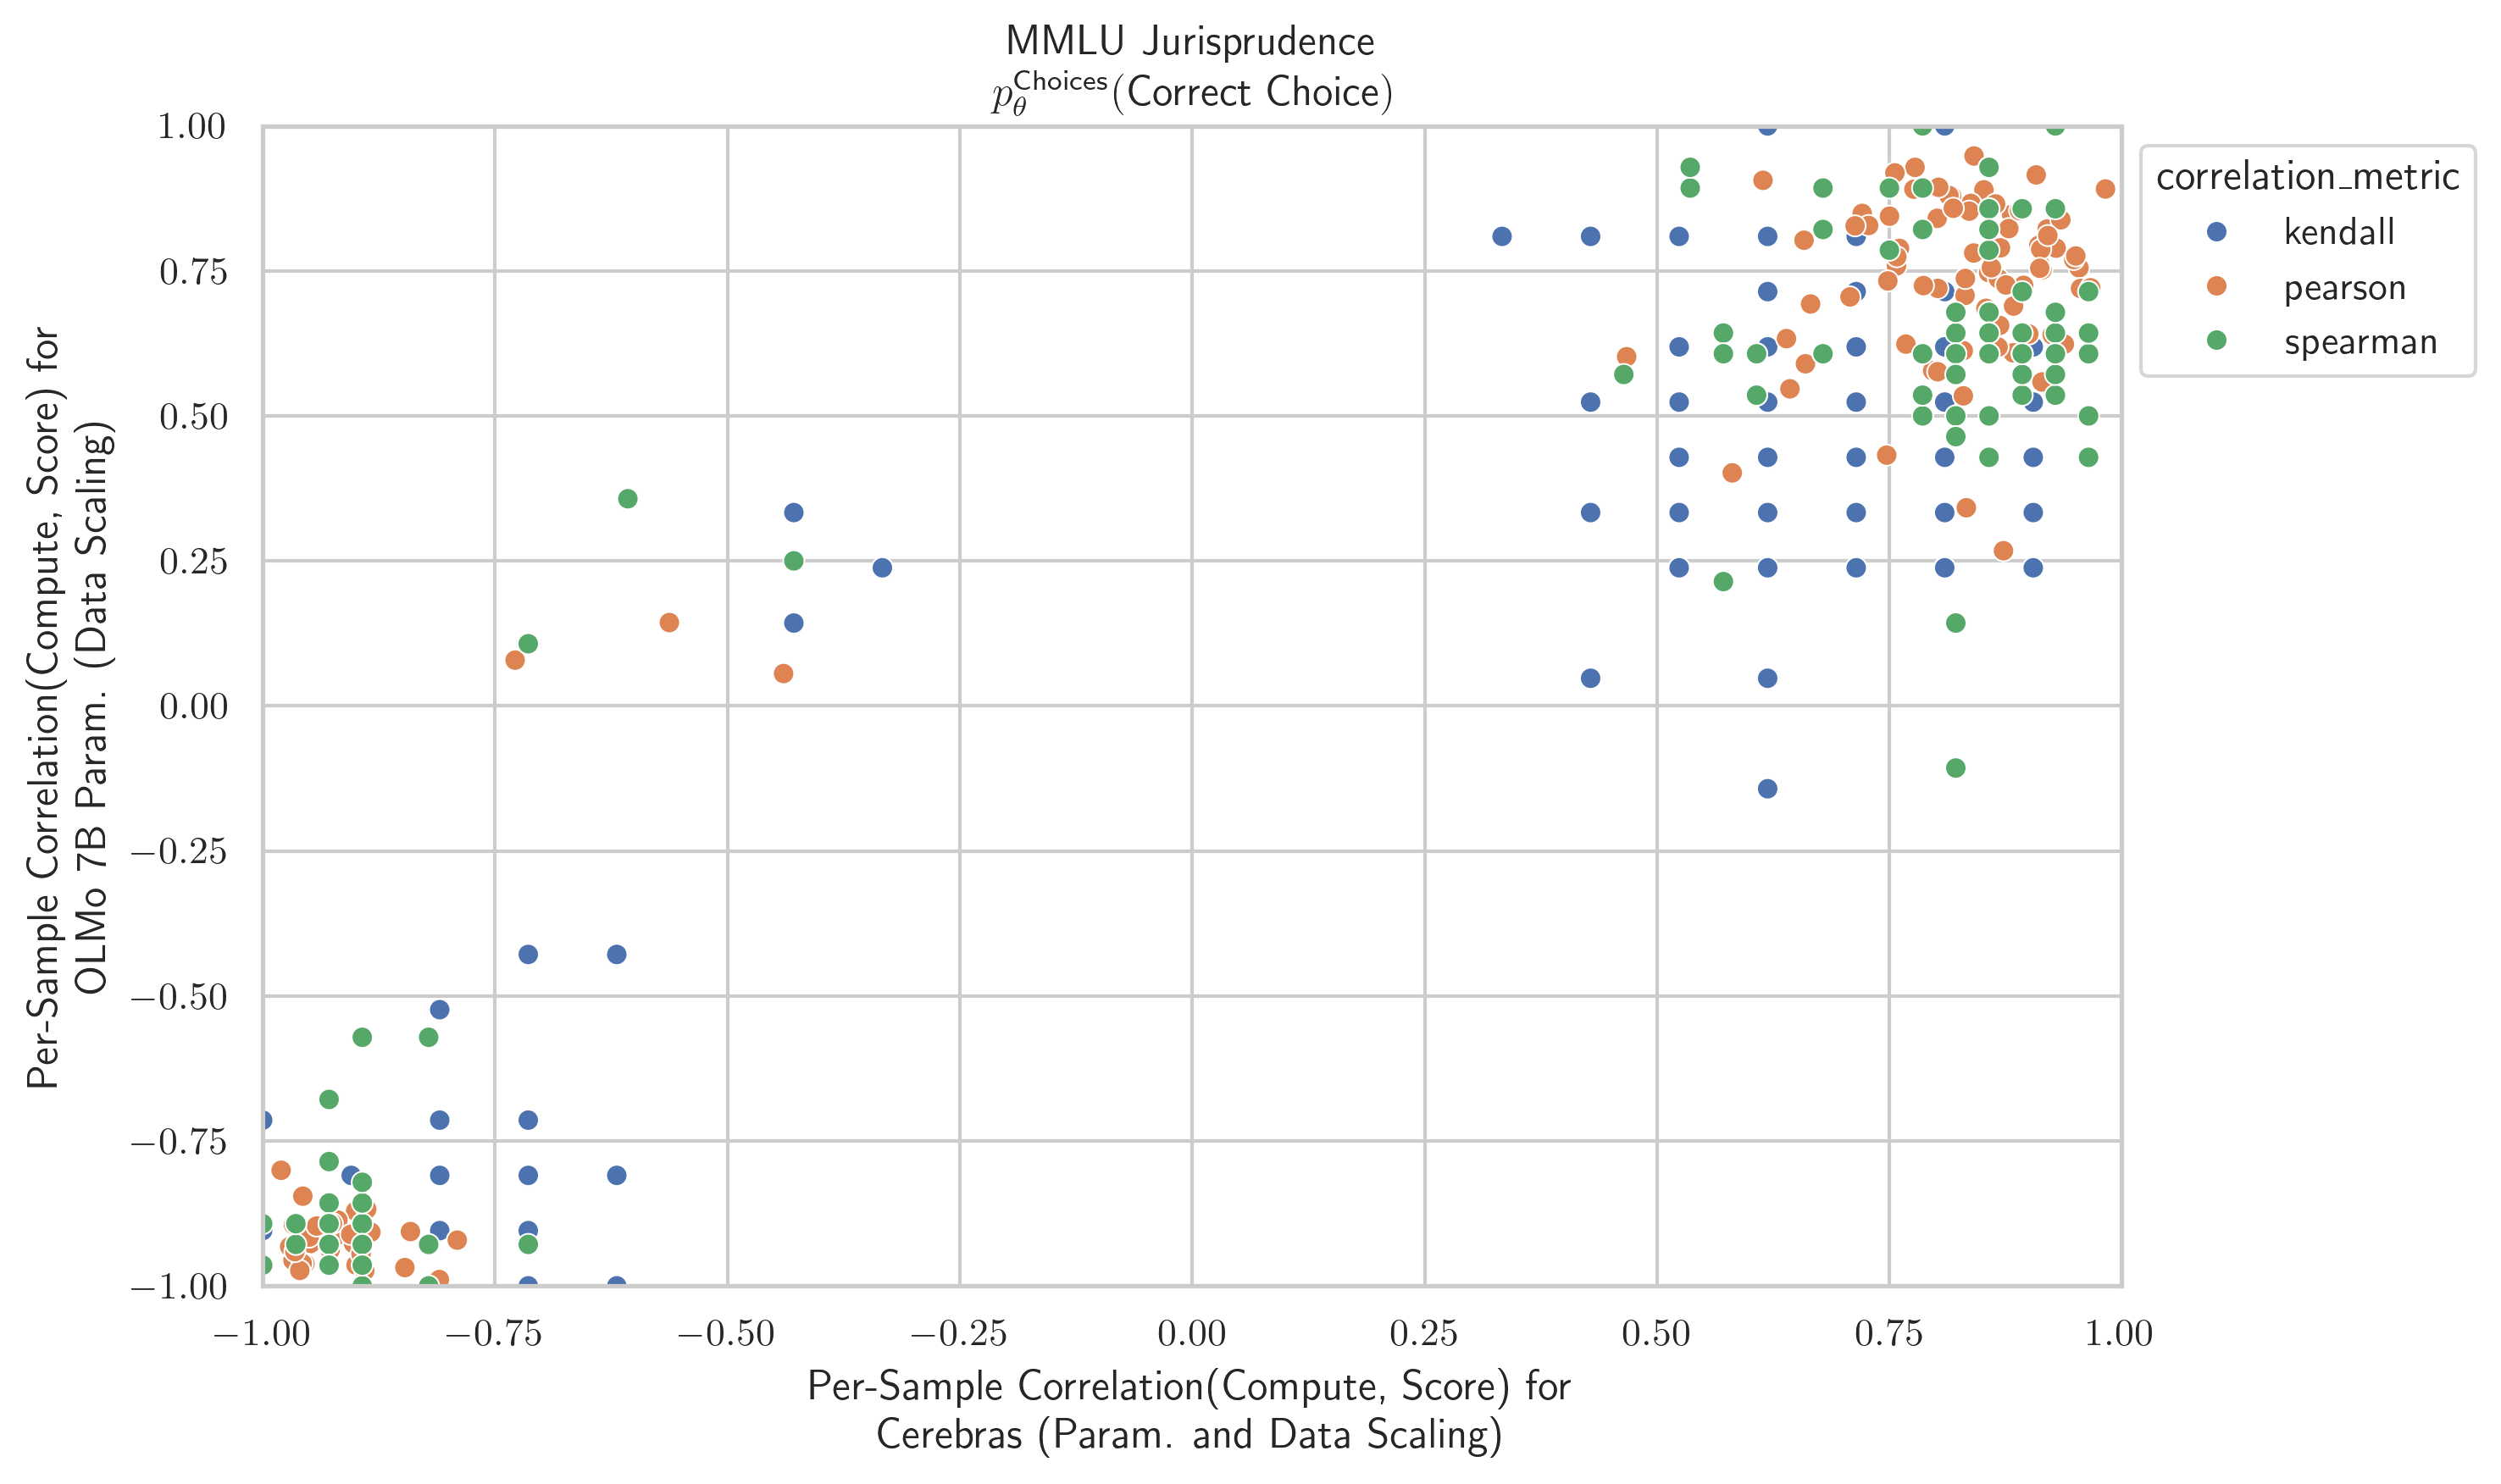 MMLU Jurisprudence
p_θ^Choices(Correct Choice)
1.00
0.75
0.50
0.25
0.00
−0.25
−0.50
−0.75
−1.00
Per-Sample Correlation(Compute, Score) for
OLMo 7B Param. (Data Scaling)
correlation_metric
kendall
pearson
spearman
−1.00 −0.75 −0.50 −0.25 0.00 0.25 0.50 0.75 1.00
Per-Sample Correlation(Compute, Score) for
Cerebras (Param. and Data Scaling)